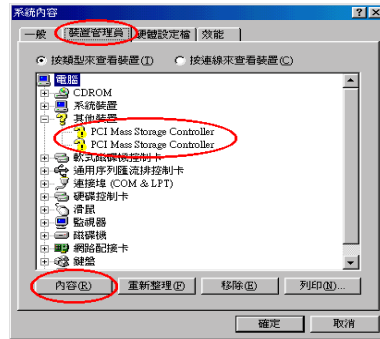 系統內容
一般 裝置管理員 硬體設定檔 效能
按類型來查看裝置(T) 按連線來查看裝置(C)
電腦
CDROM
系統裝置
其他裝置
PCI Mass Storage Controller
PCI Mass Storage Controller
軟式磁碟機控制卡
通用序列匯流排控制卡
連接埠 (COM & LPT)
滑鼠
硬碟控制卡
監視器
磁碟機
網路配接卡
鍵盤
內容(R) 重新整理(F) 移除(E) 列印(N)...
確定 取消